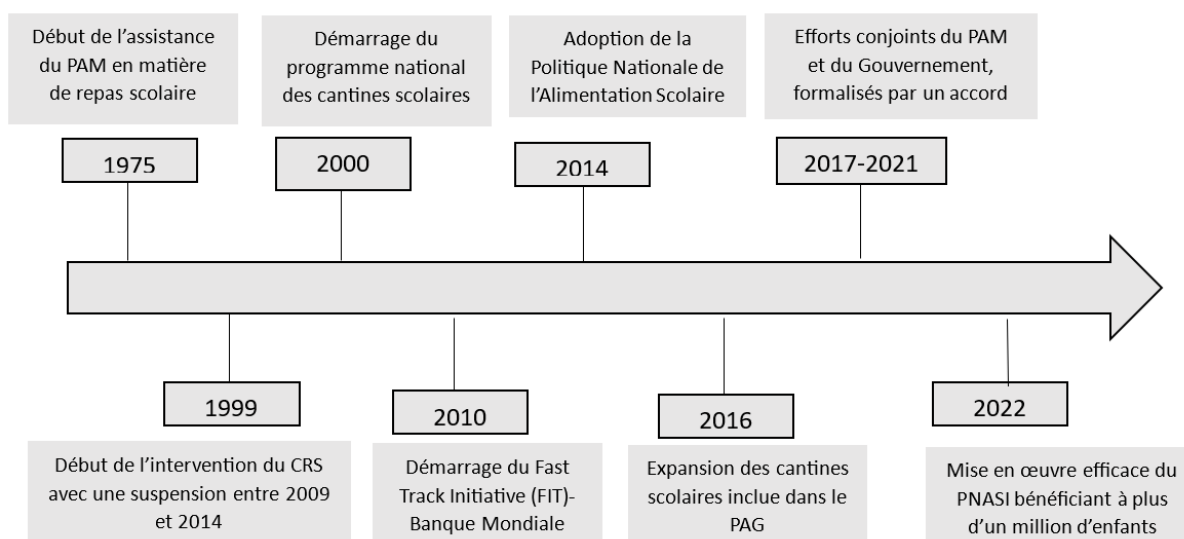 Début de l'assistance
du PAM en matière
de repas scolaire
1975
Démarrage du
programme national
des cantines scolaires
2000
Adoption de la
Politique Nationale de
l'Alimentation Scolaire
2014
Efforts conjoints du PAM
et du Gouvernement,
formalisés par un accord
2017-2021
1999
Début de l'intervention du CRS
avec une suspension entre 2009
et 2014
2010
Démarrage du Fast
Track Initiative (FIT)-
Banque Mondiale
2016
Expansion des cantines
scolaires inclue dans le
PAG
2022
Mise en œuvre efficace du
PNASI bénéficiant à plus
d'un million d'enfants